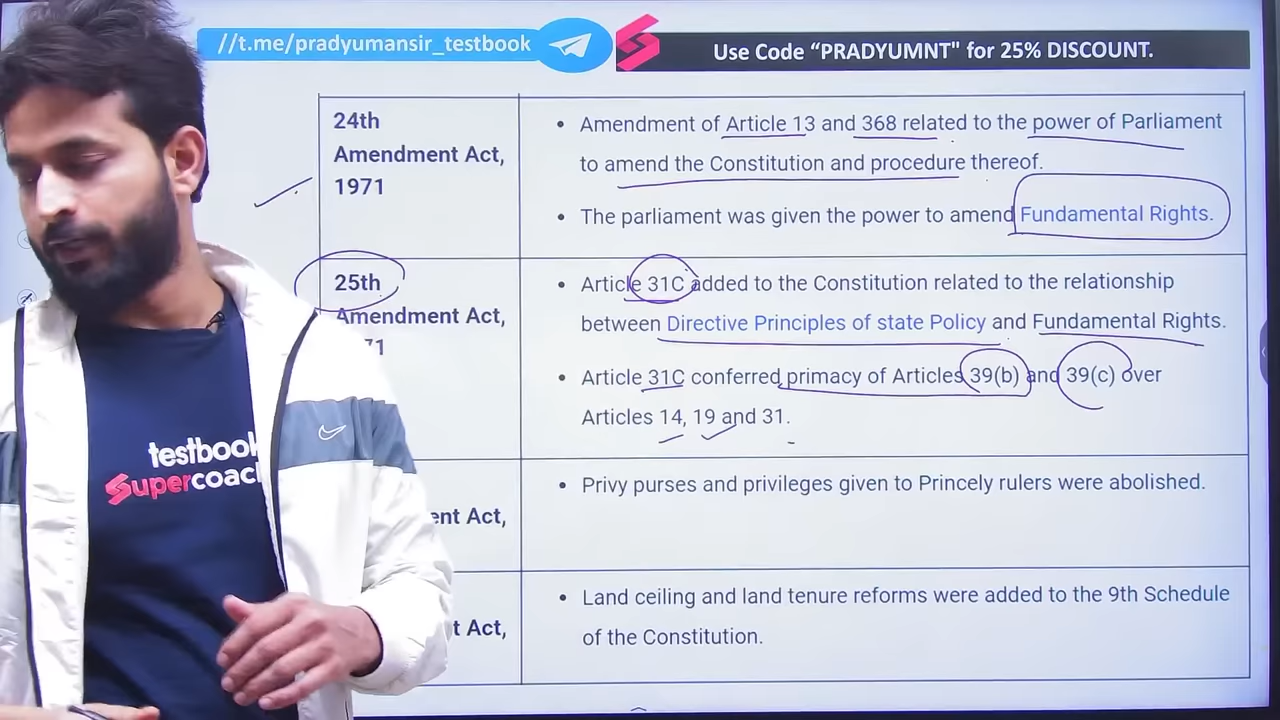 //t.me/pradyumansir_testbook
Use Code “PRADYUMNT" for 25% DISCOUNT.
24th
Amendment Act,
1971
• Amendment of Article 13 and 368 related to the power of Parliament
to amend the Constitution and procedure thereof.
• The parliament was given the power to amend Fundamental Rights.
25th
Amendment Act,
71
• Article 31C added to the Constitution related to the relationship
between Directive Principles of state Policy and Fundamental Rights.
• Article 31C conferred primacy of Articles 39(b) and 39(c) over
Articles 14, 19 and 31.
ent Act,
• Privy purses and privileges given to Princely rulers were abolished.
t Act,
• Land ceiling and land tenure reforms were added to the 9th Schedule
of the Constitution.
testbook
Supercoach